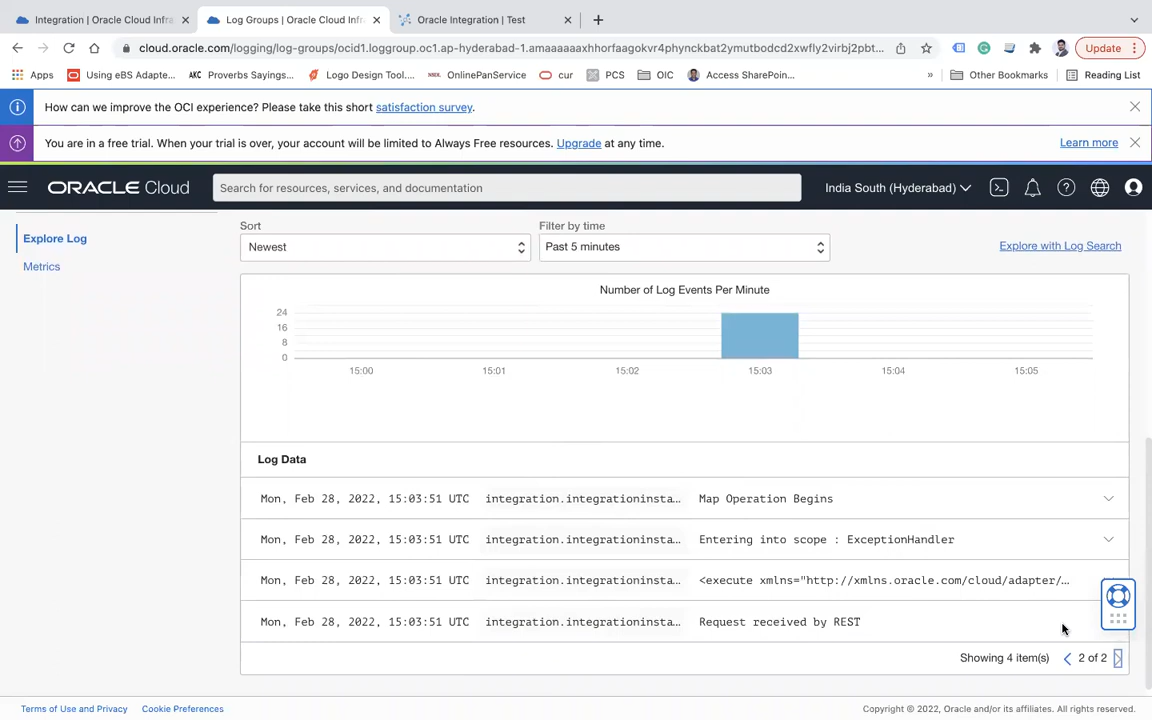 Integration | Oracle Cloud Infra
Log Groups | Oracle Cloud Infr
Oracle Integration | Test
cloud.oracle.com/logging/log-groups/ocid1.loggroup.oc1.ap-hyderabad-1.amaaaaaaxhhorfaagokvr4phynckbat2ymutbodcd2xwfly2virbj2pbt...
Update
Apps
Using eBS Adapte...
AKC Proverbs Sayings...
Logo Design Tool....
OnlinePanService
cur
PCS
OIC
Access SharePoin...
»
Other Bookmarks
Reading List
How can we improve the OCI experience? Please take this short satisfaction survey.
You are in a free trial. When your trial is over, your account will be limited to Always Free resources. Upgrade at any time.
Learn more
ORACLE Cloud
Search for resources, services, and documentation
India South (Hyderabad)
Explore Log
Metrics
Sort
Newest
Filter by time
Past 5 minutes
Explore with Log Search
Number of Log Events Per Minute
24
16
8
0
15:00 15:01 15:02 15:03 15:04 15:05
Log Data
Mon, Feb 28, 2022, 15:03:51 UTC integration.integrationinsta... Map Operation Begins
Mon, Feb 28, 2022, 15:03:51 UTC integration.integrationinsta... Entering into scope : ExceptionHandler
Mon, Feb 28, 2022, 15:03:51 UTC integration.integrationinsta... <execute xmlns="http://xmlns.oracle.com/cloud/adapter/...
Mon, Feb 28, 2022, 15:03:51 UTC integration.integrationinsta... Request received by REST
Showing 4 item(s) 2 of 2
Terms of Use and Privacy
Cookie Preferences
Copyright © 2022, Oracle and/or its affiliates. All rights reserved.